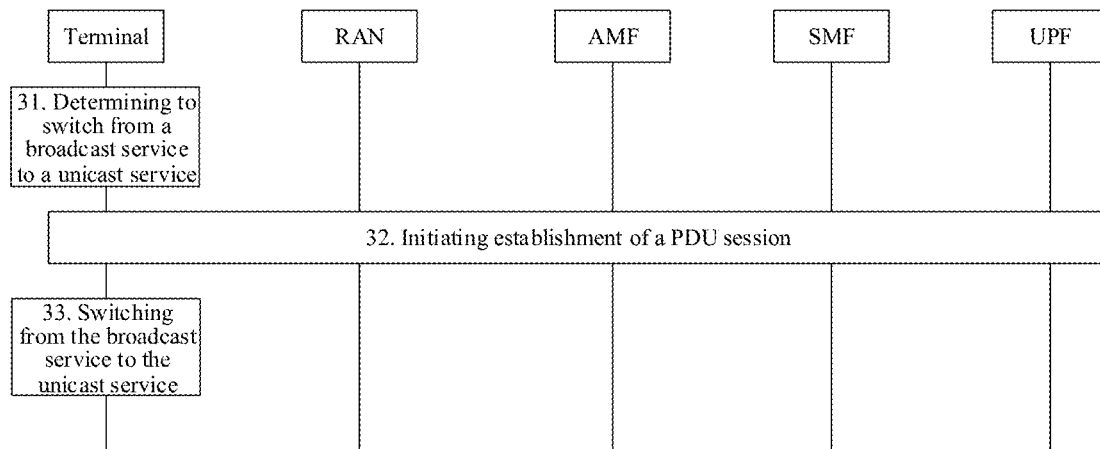 Terminal
RAN
AMF
SMF
UPF
31. Determining to
switch from a
broadcast service
to a unicast service
32. Initiating establishment of a PDU session
33. Switching
from the broadcast
service to the
unicast service